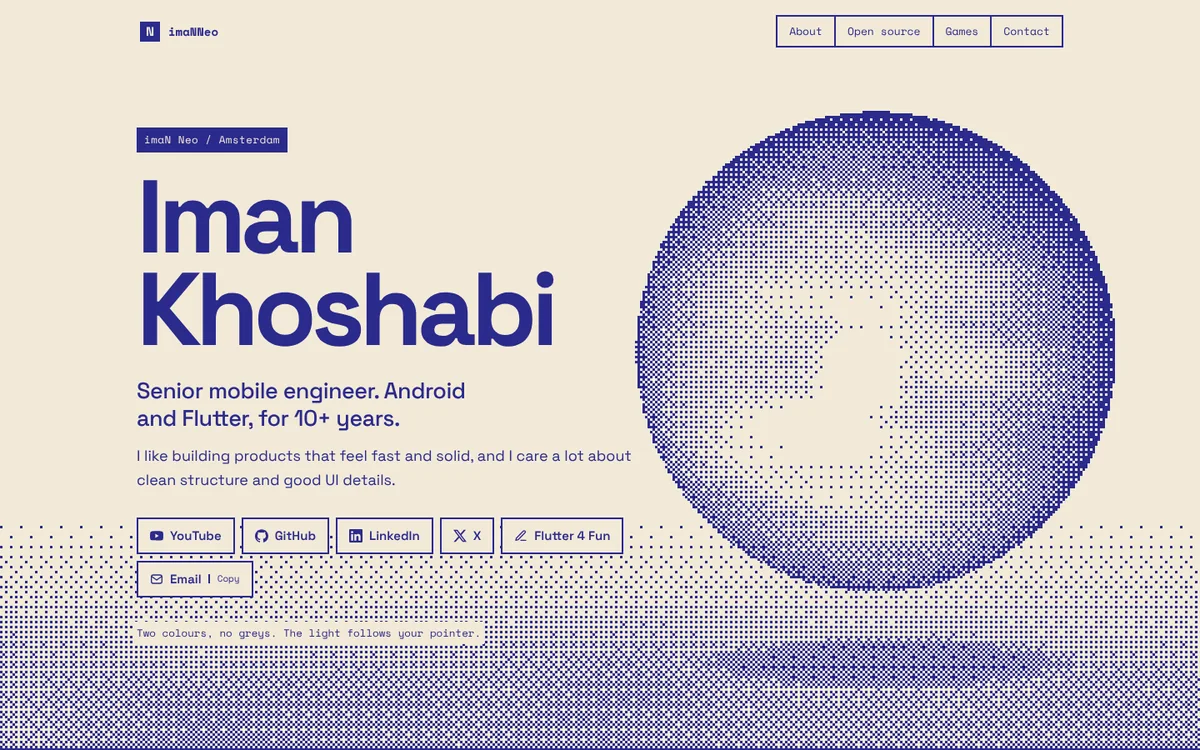 N imaNNeo
About Open source Games Contact
imaN Neo / Amsterdam
Iman
Khoshabi
Senior mobile engineer. Android
and Flutter, for 10+ years.
I like building products that feel fast and solid, and I care a lot about
clean structure and good UI details.
YouTube GitHub LinkedIn X Flutter 4 Fun
Email Copy
Two colours, no greys. The light follows your pointer.